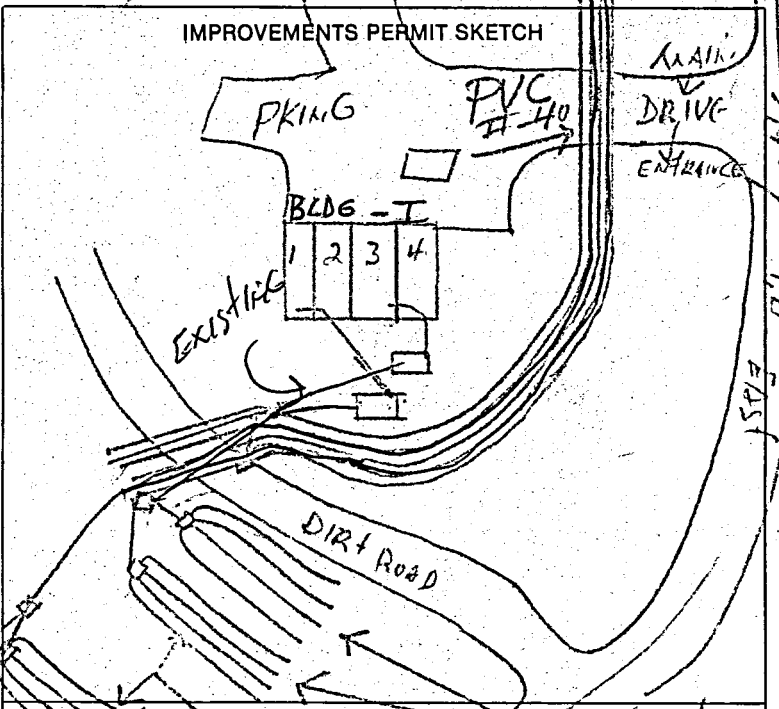 IMPROVEMENTS PERMIT SKETCH
MAIN
DRIVE
ENTRANCE
PKING
PVC
#-40
BLDG - I
1 2 3 4
EXISTING
DIRt ROAD